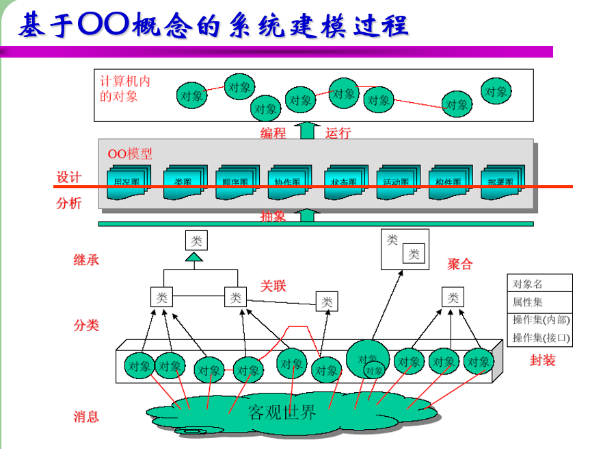 基于OO概念的系统建模过程
计算机内
的对象
对象 对象 对象 对象 对象 对象 对象 对象
编程 运行
OO模型
用况图 类图 顺序图 协作图 状态图 活动图 构件图 部署图
设计
分析
抽象
继承
类
类
类
聚合
关联
类 类 类 类
分类
对象名
属性集
操作集(内部)
操作集(接口)
封装
对象 对象 对象 对象 对象 对象 对象 对象 对象 对象 对象
消息
客观世界